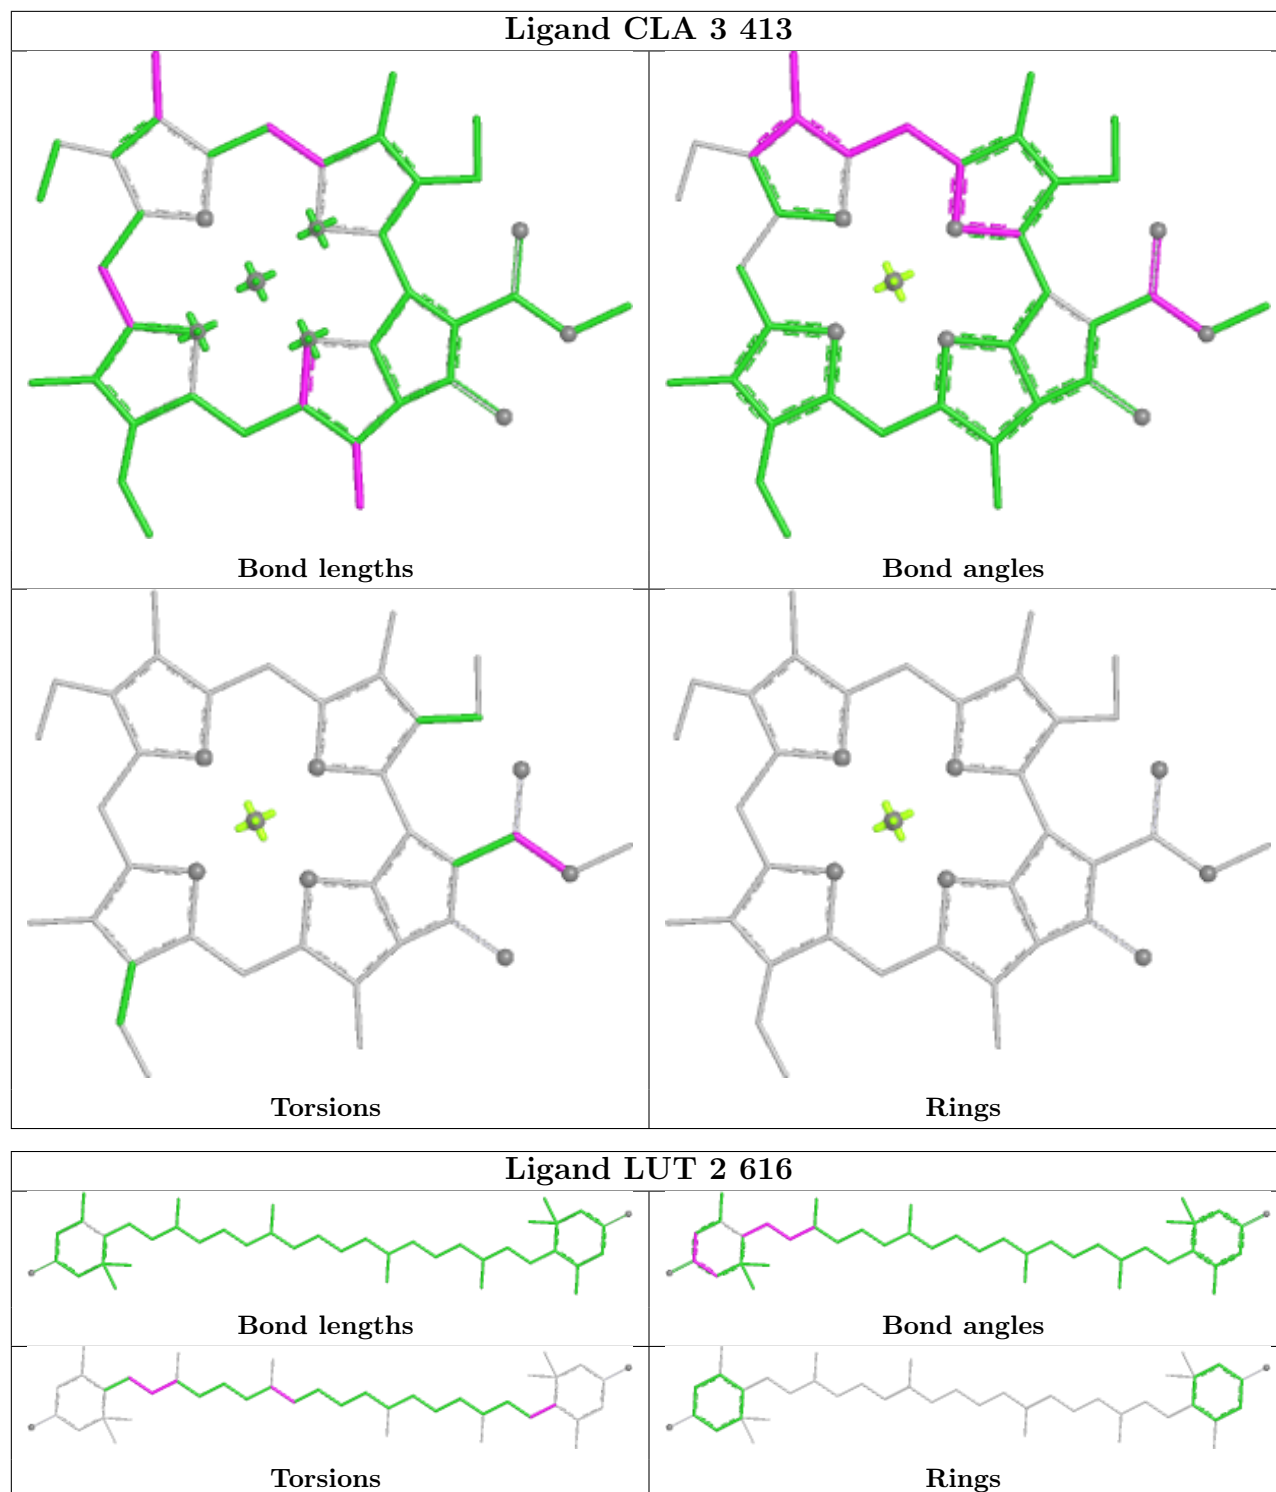 Ligand CLA 3 413
Bond lengths
Bond angles
Torsions
Rings
Ligand LUT 2 616
Bond lengths
Bond angles
Torsions
Rings